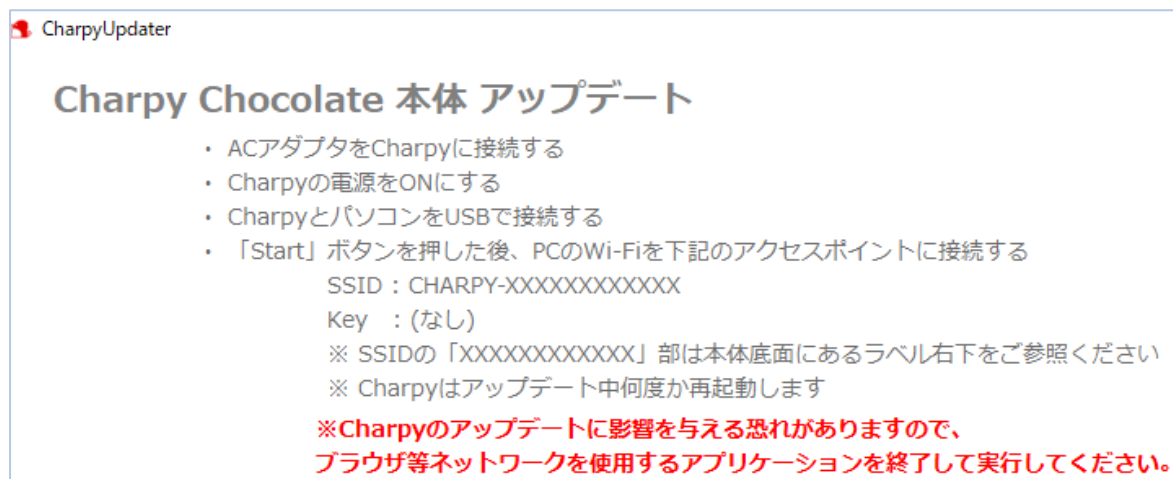 CharpyUpdater
Charpy Chocolate 本体 アップデート
・ ACアダプタをCharpyに接続する
・ Charpyの電源をONにする
・ CharpyとパソコンをUSBで接続する
・ 「Start」ボタンを押した後、PCのWi-Fiを下記のアクセスポイントに接続する
SSID : CHARPY-XXXXXXXXXXXX
Key : (なし)
※ SSIDの「XXXXXXXXXXXX」部は本体底面にあるラベル右下をご参照ください
※ Charpyはアップデート中何度か再起動します
※Charpyのアップデートに影響を与える恐れがありますので、
ブラウザ等ネットワークを使用するアプリケーションを終了して実行してください。